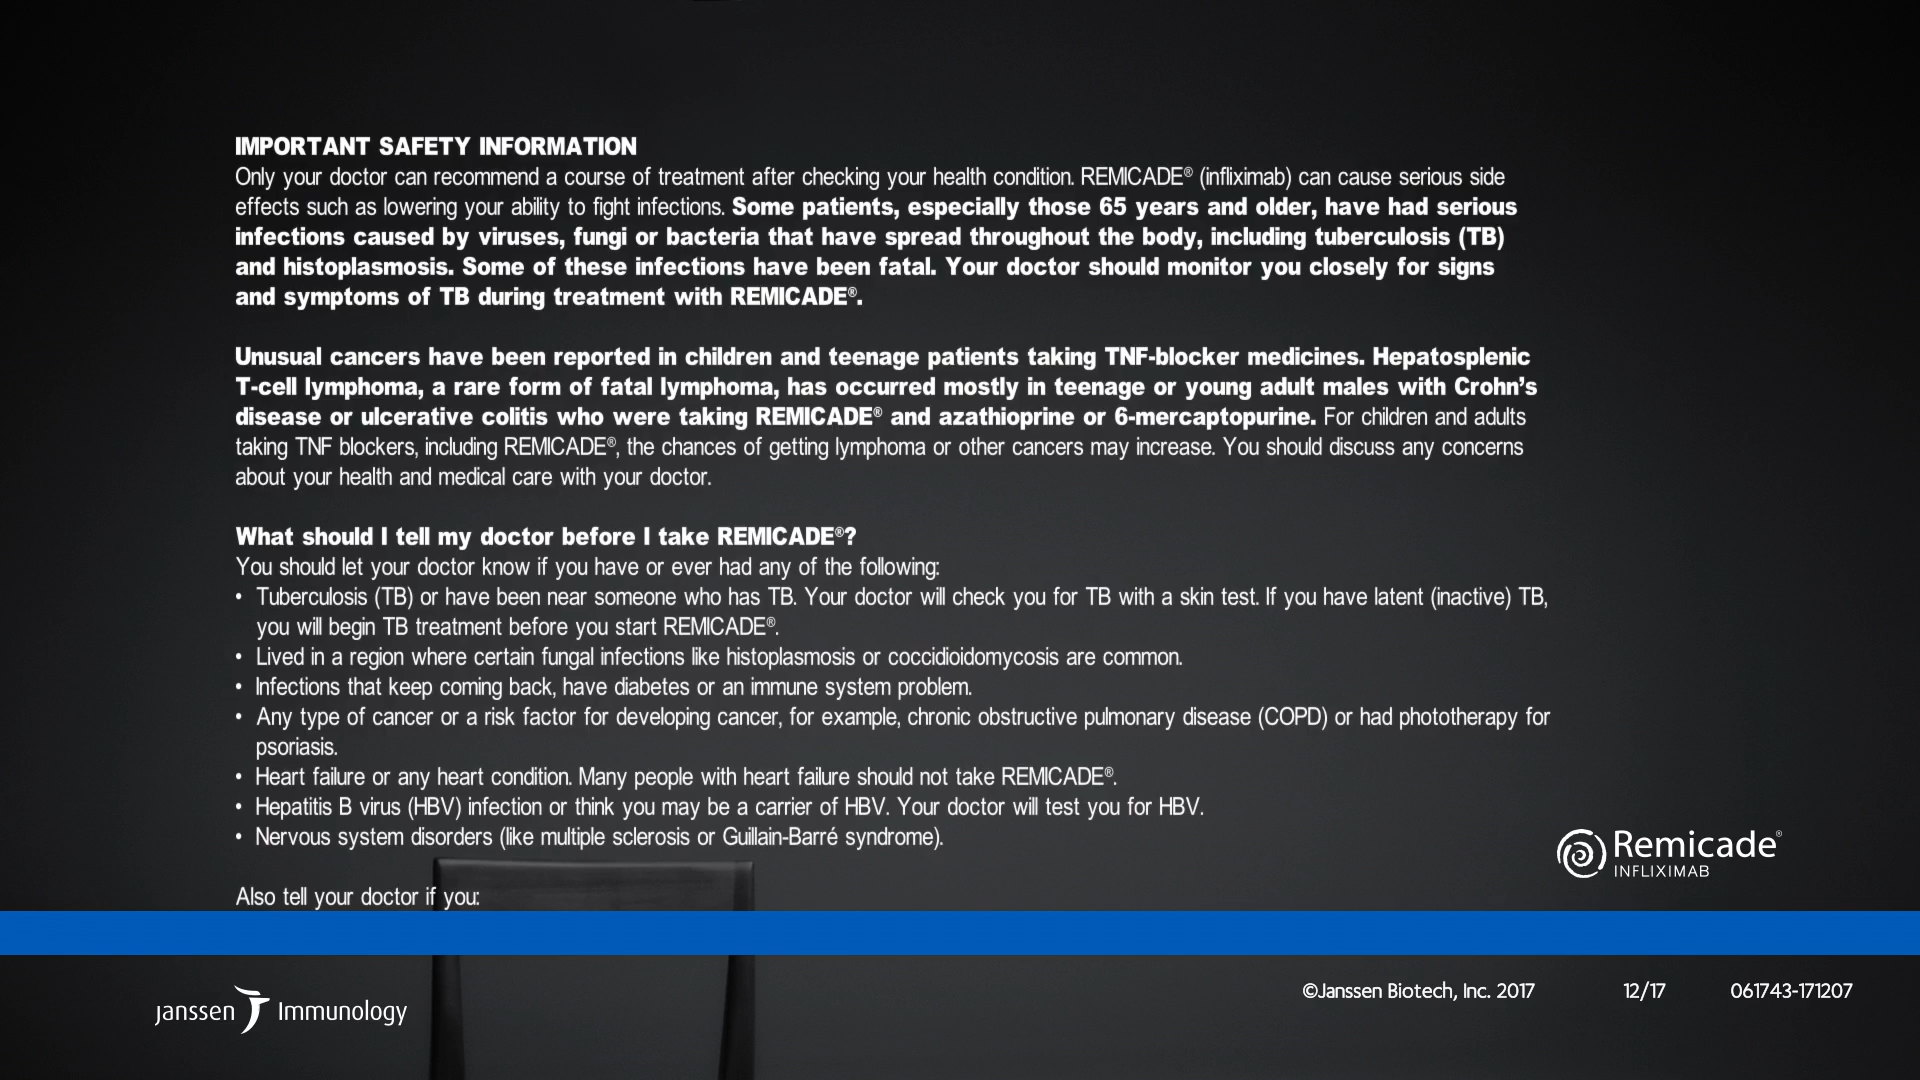 IMPORTANT SAFETY INFORMATION
Only your doctor can recommend a course of treatment after checking your health condition. REMICADE® (infliximab) can cause serious side
effects such as lowering your ability to fight infections. Some patients, especially those 65 years and older, have had serious
infections caused by viruses, fungi or bacteria that have spread throughout the body, including tuberculosis (TB)
and histoplasmosis. Some of these infections have been fatal. Your doctor should monitor you closely for signs
and symptoms of TB during treatment with REMICADE®.
Unusual cancers have been reported in children and teenage patients taking TNF-blocker medicines. Hepatosplenic
T-cell lymphoma, a rare form of fatal lymphoma, has occurred mostly in teenage or young adult males with Crohn’s
disease or ulcerative colitis who were taking REMICADE® and azathioprine or 6-mercaptopurine. For children and adults
taking TNF blockers, including REMICADE®, the chances of getting lymphoma or other cancers may increase. You should discuss any concerns
about your health and medical care with your doctor.
What should I tell my doctor before I take REMICADE®?
You should let your doctor know if you have or ever had any of the following:
• Tuberculosis (TB) or have been near someone who has TB. Your doctor will check you for TB with a skin test. If you have latent (inactive) TB,
you will begin TB treatment before you start REMICADE®.
• Lived in a region where certain fungal infections like histoplasmosis or coccidioidomycosis are common.
• Infections that keep coming back, have diabetes or an immune system problem.
• Any type of cancer or a risk factor for developing cancer, for example, chronic obstructive pulmonary disease (COPD) or had phototherapy for
psoriasis.
• Heart failure or any heart condition. Many people with heart failure should not take REMICADE®.
• Hepatitis B virus (HBV) infection or think you may be a carrier of HBV. Your doctor will test you for HBV.
• Nervous system disorders (like multiple sclerosis or Guillain-Barré syndrome).
Also tell your doctor if you:
Remicade®
INFLIXIMAB
janssen Immunology
©Janssen Biotech, Inc. 2017 12/17 061743-171207